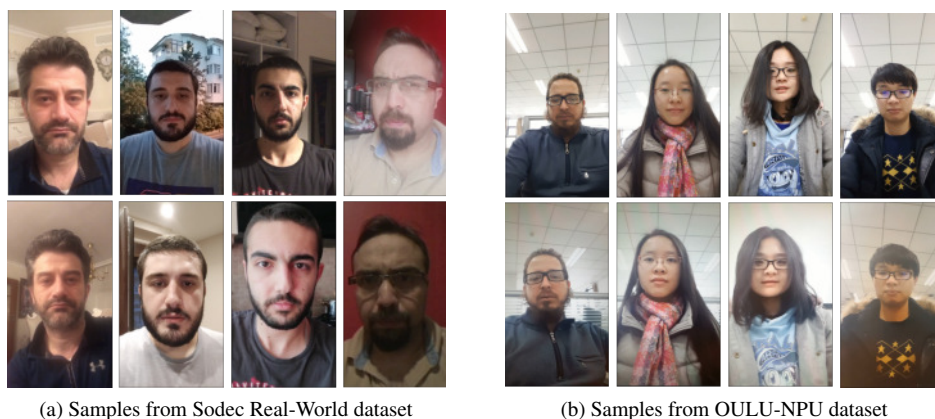 (a) Samples from Sodec Real-World dataset
(b) Samples from OULU-NPU dataset